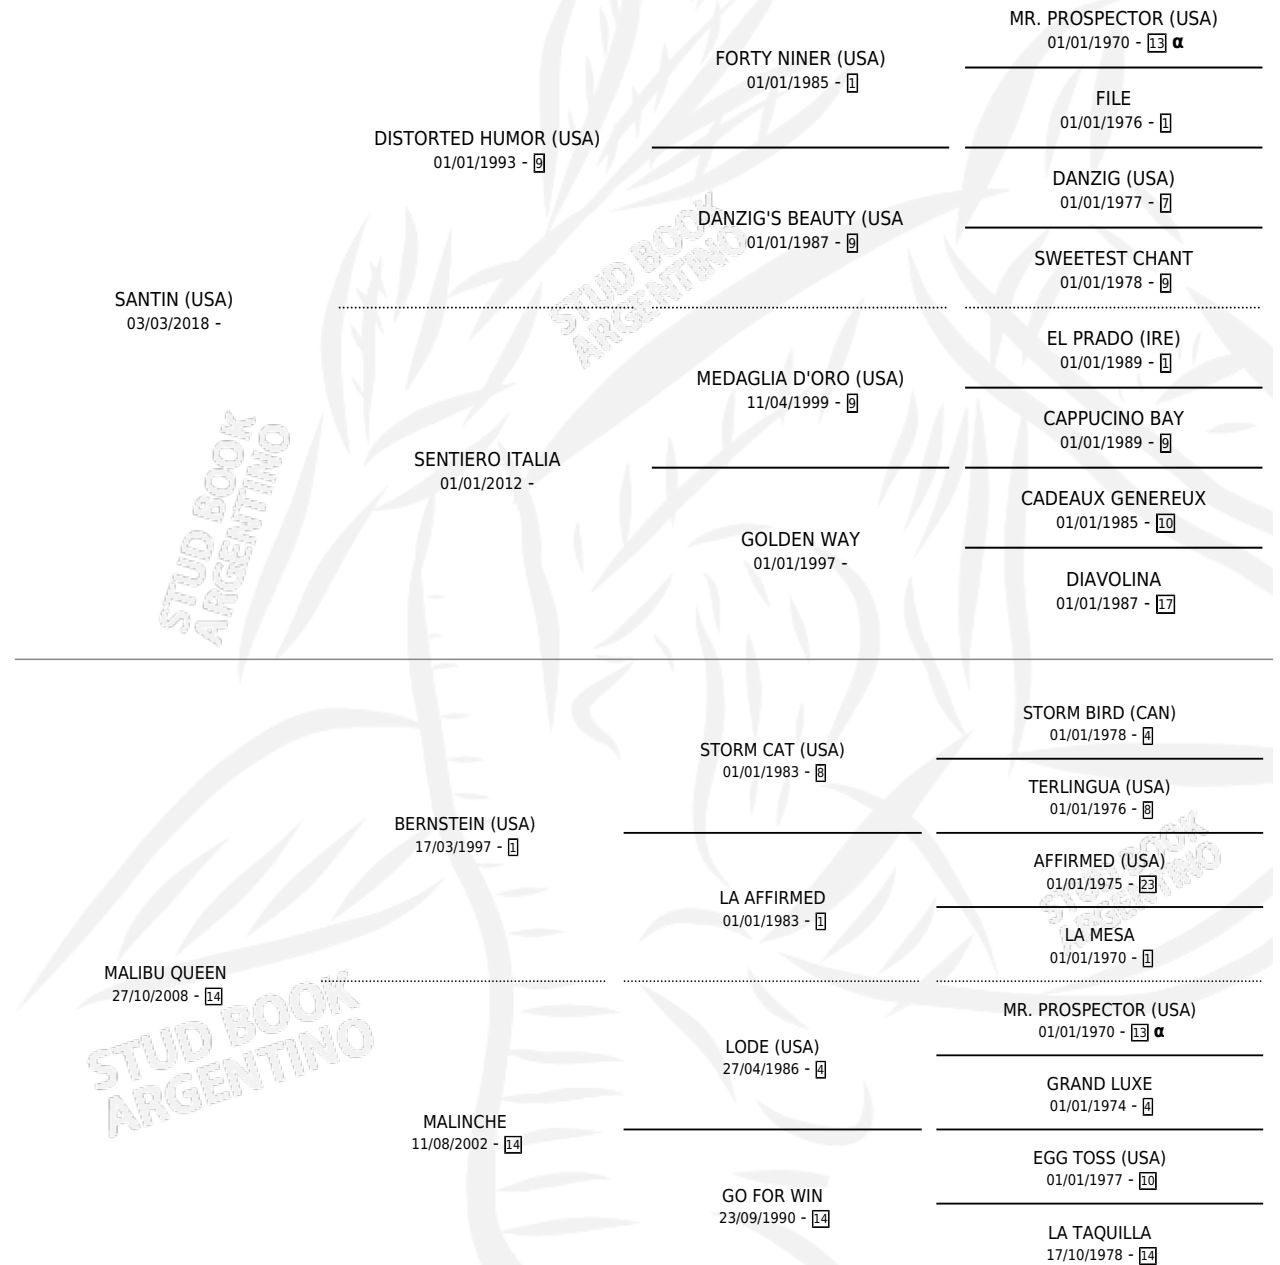 SANTIN (USA)
03/03/2018 -
DISTORTED HUMOR (USA)
01/01/1993 - 9
FORTY NINER (USA)
01/01/1985 - 1
MR. PROSPECTOR (USA)
01/01/1970 - 13 α
FILE
01/01/1976 - 1
DANZIG'S BEAUTY (USA
01/01/1987 - 9
DANZIG (USA)
01/01/1977 - 7
SWEETEST CHANT
01/01/1978 - 9
SENTIERO ITALIA
01/01/2012 -
MEDAGLIA D'ORO (USA)
11/04/1999 - 9
EL PRADO (IRE)
01/01/1989 - 1
CAPPUCINO BAY
01/01/1989 - 9
GOLDEN WAY
01/01/1997 -
CADEAUX GENEREUX
01/01/1985 - 10
DIAVOLINA
01/01/1987 - 17
MALIBU QUEEN
27/10/2008 - 14
BERNSTEIN (USA)
17/03/1997 - 1
STORM CAT (USA)
01/01/1983 - 8
STORM BIRD (CAN)
01/01/1978 - 4
TERLINGUA (USA)
01/01/1976 - 8
LA AFFIRMED
01/01/1983 - 1
AFFIRMED (USA)
01/01/1975 - 23
LA MESA
01/01/1970 - 1
MALINCHE
11/08/2002 - 14
LODE (USA)
27/04/1986 - 4
MR. PROSPECTOR (USA)
01/01/1970 - 13 α
GRAND LUXE
01/01/1974 - 4
GO FOR WIN
23/09/1990 - 14
EGG TOSS (USA)
01/01/1977 - 10
LA TAQUILLA
17/10/1978 - 14
STUD BOOK
ARGENTINO
STUD BOOK
ARGENTINO
STUD BOOK
ARGENTINO
STUD BOOK
ARGENTINO